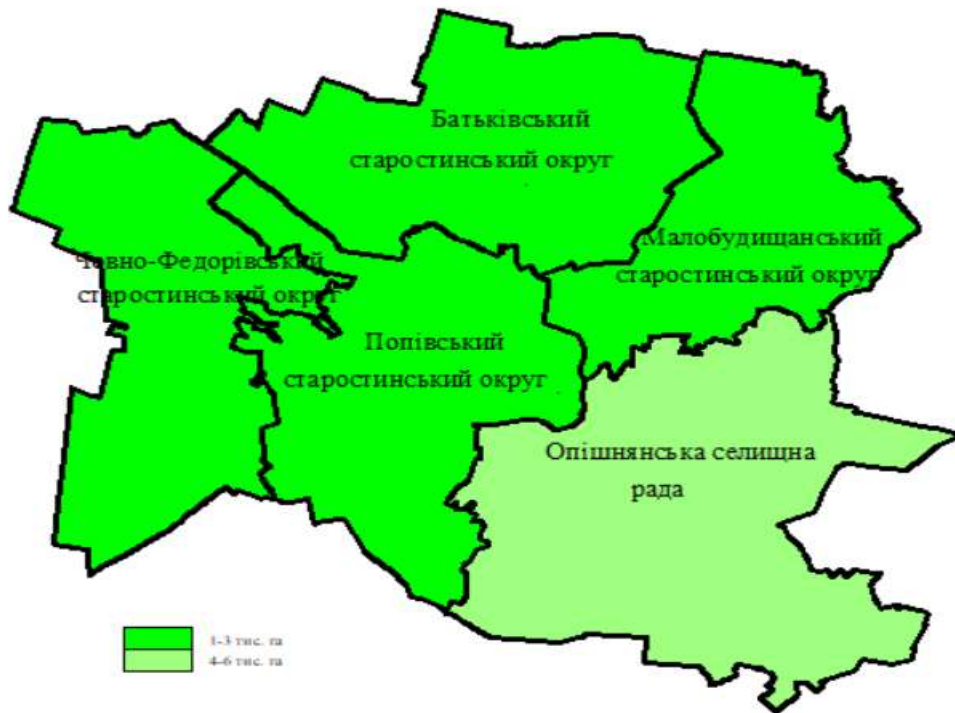 Батьківський
старостинський округ
Малобудищанський
старостинський округ
Човно-Федорівський
старостинський округ
Попівський
старостинський округ
Опішнянська селищна
рада
1-3 тис. га
4-6 тис. га